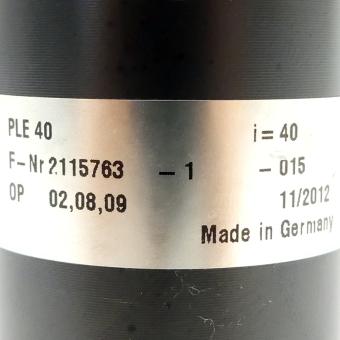 PLE 40 i = 40
F-Nr 2115763 - 1 - 015
OP 02,08,09 11/2012
Made in Germany